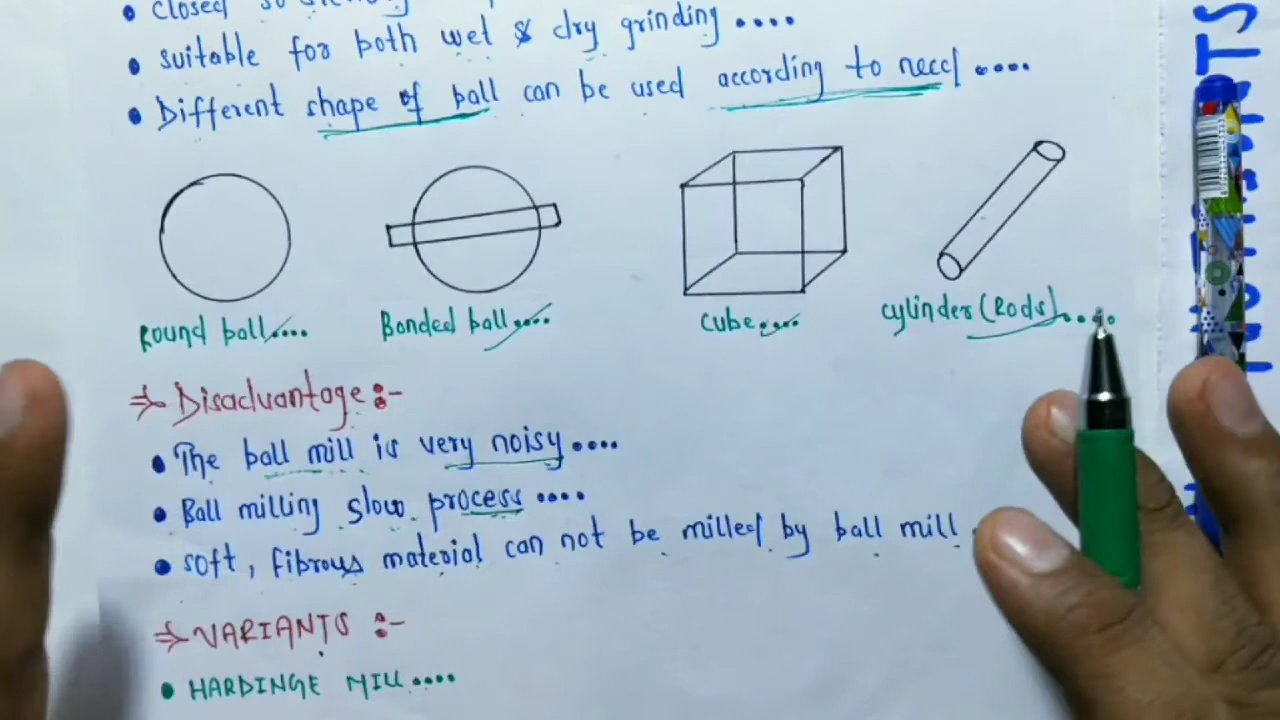 • closed
• suitable for both wet & dry grinding ....
• Different shape of ball can be used according to need ....
Round ball....
Bonded ball....
cube....
cylinder (Rods)....
⇒ Disadvantage :-
• The ball mill is very noisy ....
• Ball milling slow process ....
• soft, fibrous material can not be milled by ball mill
⇒ VARIANTS :-
• HARDINGE MILL ....